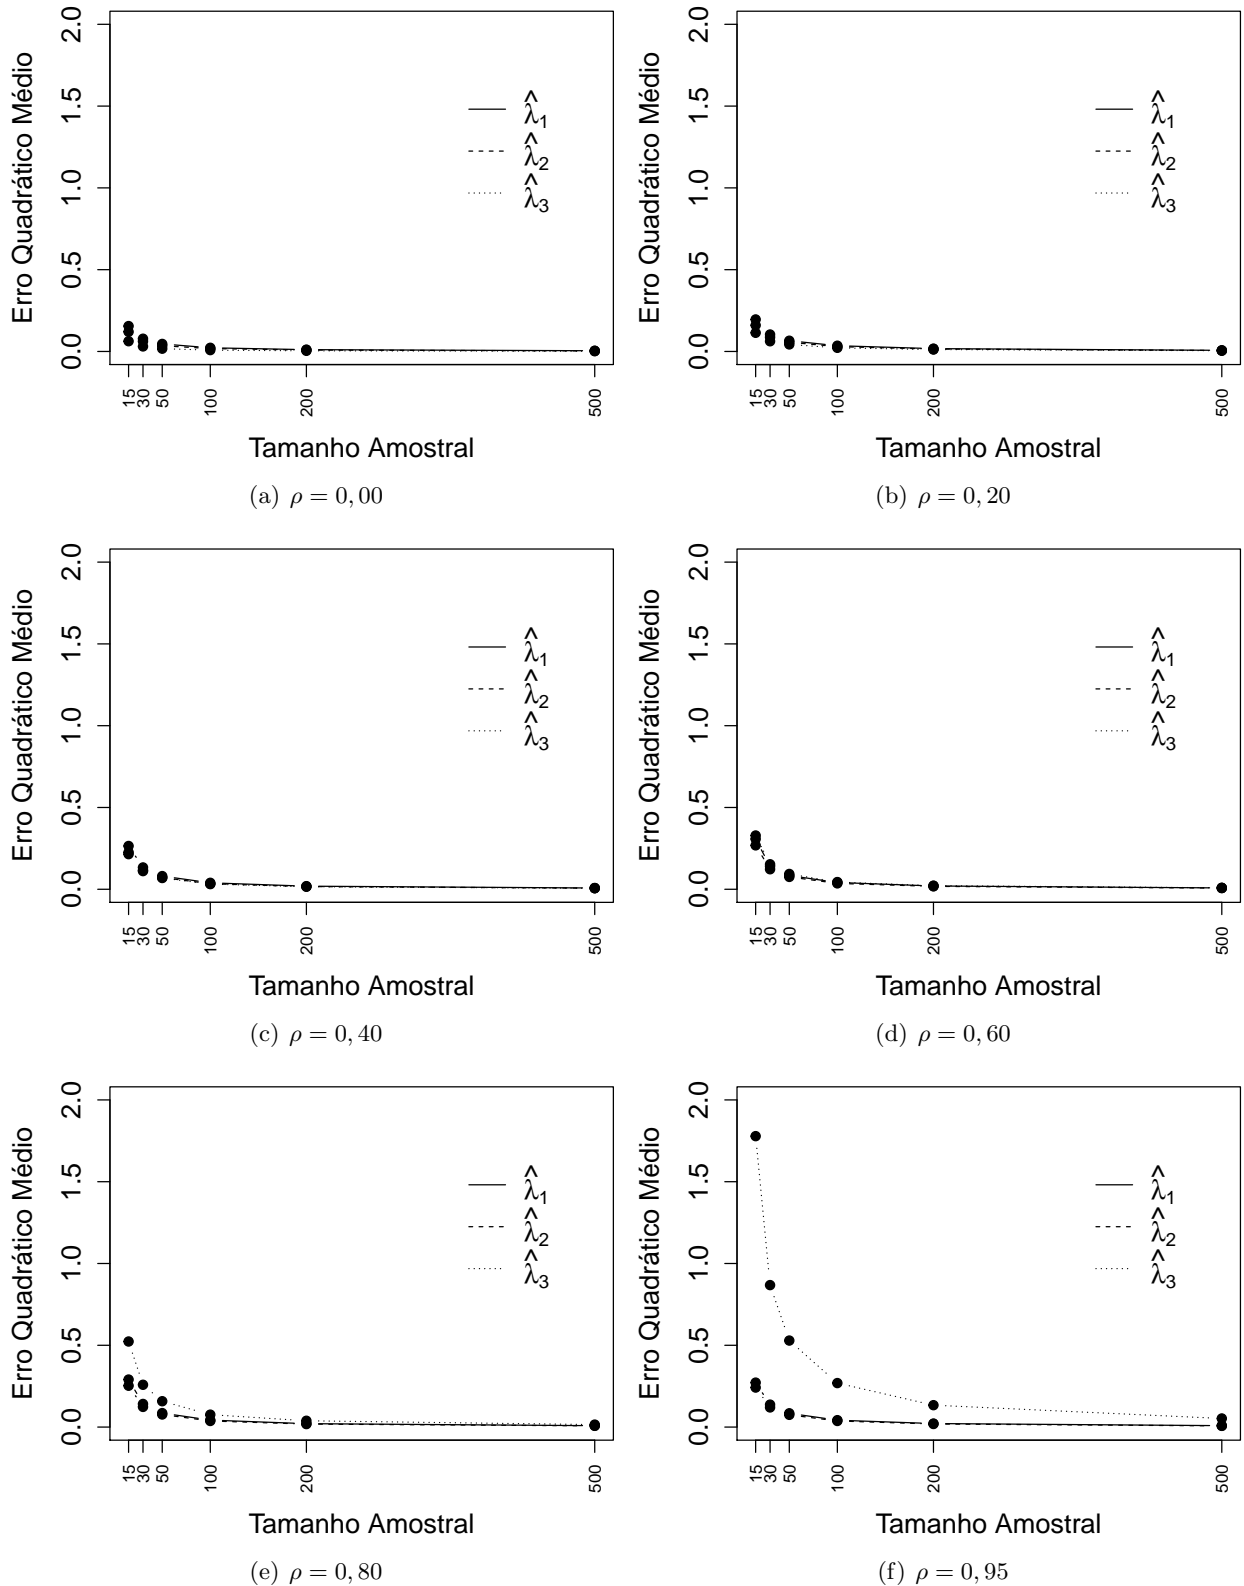 Erro Quadrático Médio
2.0
1.5
1.0
0.5
0.0
λ̂1
λ̂2
λ̂3
15 30 50 100 200 500
Tamanho Amostral
(a) ρ = 0, 00
Erro Quadrático Médio
2.0
1.5
1.0
0.5
0.0
λ̂1
λ̂2
λ̂3
15 30 50 100 200 500
Tamanho Amostral
(b) ρ = 0, 20
Erro Quadrático Médio
2.0
1.5
1.0
0.5
0.0
λ̂1
λ̂2
λ̂3
15 30 50 100 200 500
Tamanho Amostral
(c) ρ = 0, 40
Erro Quadrático Médio
2.0
1.5
1.0
0.5
0.0
λ̂1
λ̂2
λ̂3
15 30 50 100 200 500
Tamanho Amostral
(d) ρ = 0, 60
Erro Quadrático Médio
2.0
1.5
1.0
0.5
0.0
λ̂1
λ̂2
λ̂3
15 30 50 100 200 500
Tamanho Amostral
(e) ρ = 0, 80
Erro Quadrático Médio
2.0
1.5
1.0
0.5
0.0
λ̂1
λ̂2
λ̂3
15 30 50 100 200 500
Tamanho Amostral
(f) ρ = 0, 95